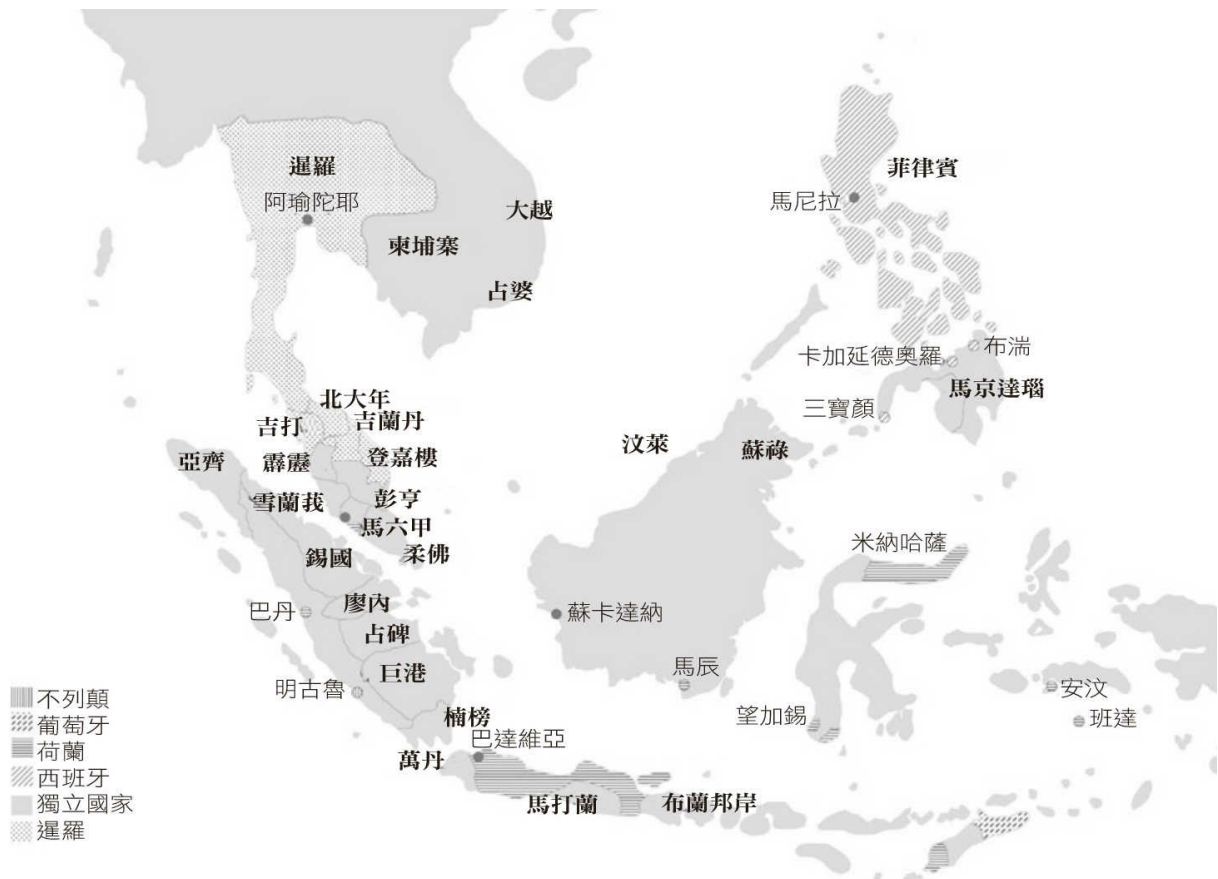 暹羅
阿瑜陀耶
大越
柬埔寨
占婆
菲律賓
馬尼拉
卡加延德奧羅
布湍
馬京達瑙
三寶顏
北大年
吉蘭丹
吉打
登嘉樓
霹靂
亞齊
汶萊
蘇祿
雪蘭莪
彭亨
馬六甲
柔佛
錫國
米納哈薩
廖內
巴丹
蘇卡達納
占碑
巨港
馬辰
明古魯
安汶
望加錫
班達
楠榜
巴達維亞
萬丹
馬打蘭
布蘭邦岸
不列顛
葡萄牙
荷蘭
西班牙
獨立國家
暹羅